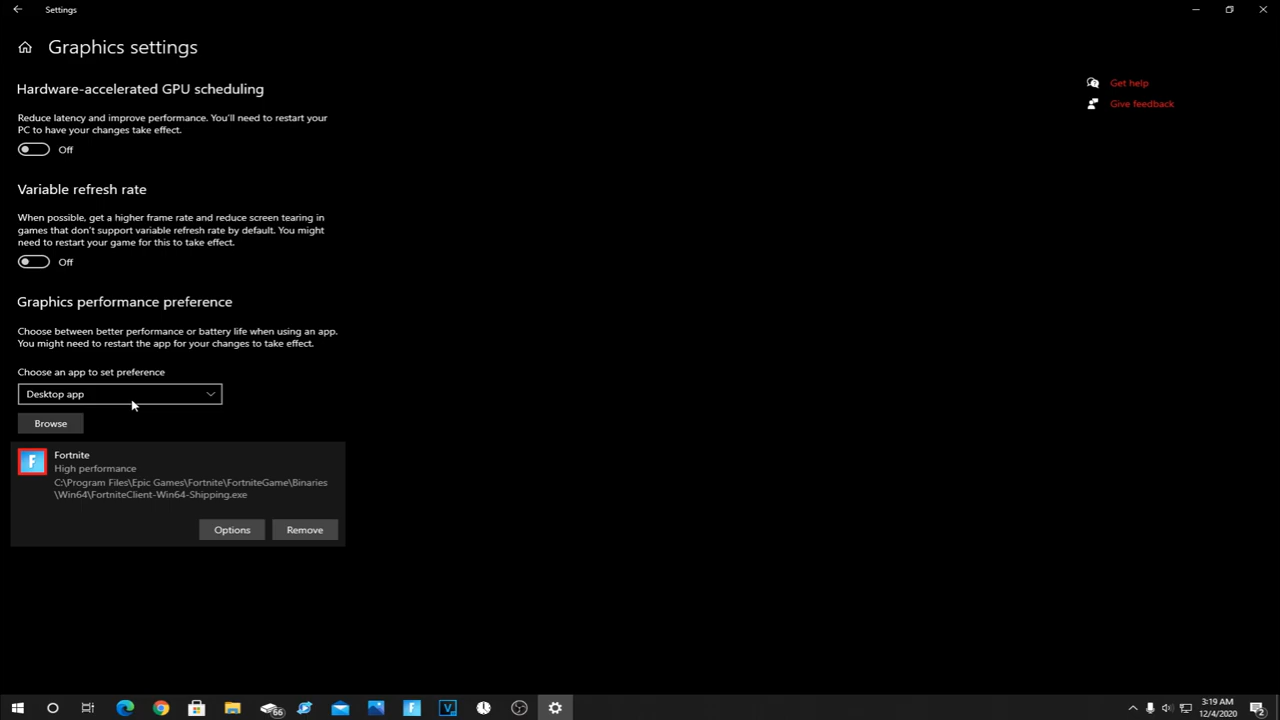 Settings
Graphics settings
Hardware-accelerated GPU scheduling
Reduce latency and improve performance. You'll need to restart your
PC to have your changes take effect.
Off
Variable refresh rate
When possible, get a higher frame rate and reduce screen tearing in
games that don't support variable refresh rate by default. You might
need to restart your game for this to take effect.
Off
Graphics performance preference
Choose between better performance or battery life when using an app.
You might need to restart the app for your changes to take effect.
Choose an app to set preference
Desktop app
Browse
F
Fortnite
High performance
C:\Program Files\Epic Games\Fortnite\FortniteGame\Binaries
\Win64\FortniteClient-Win64-Shipping.exe
Options
Remove
Get help
Give feedback
66
F
V
3:19 AM
12/4/2020
2